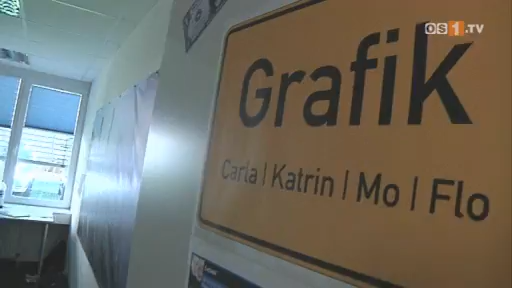 OS1.TV
Grafik
Carla | Katrin | Mo | Flo